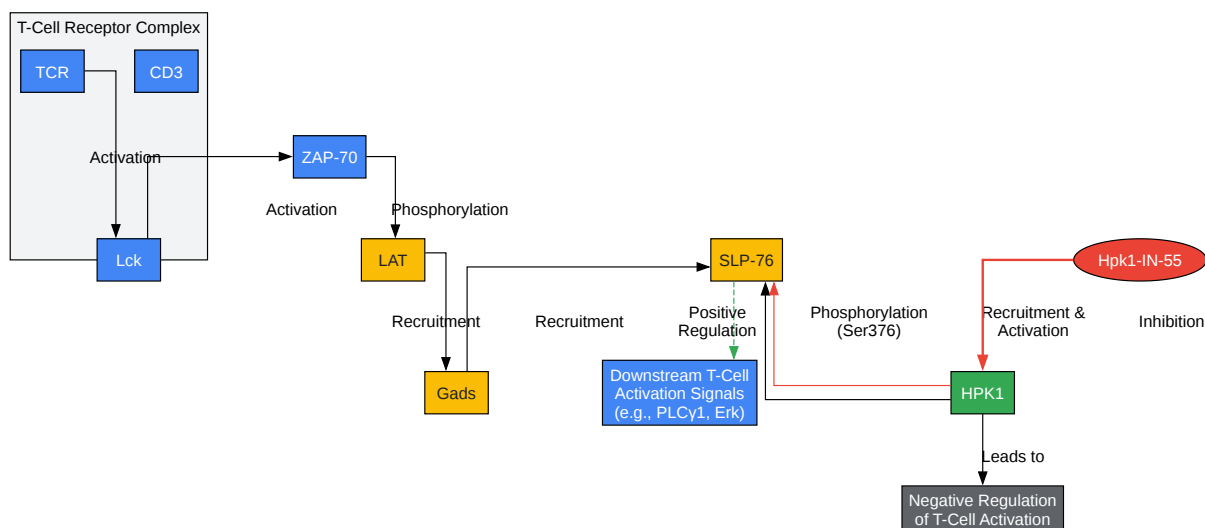 T-Cell Receptor Complex
TCR
CD3
Activation
ZAP-70
Activation
Phosphorylation
Lck
LAT
SLP-76
Hpk1-IN-55
Recruitment
Recruitment
Positive
Regulation
Phosphorylation
(Ser376)
Recruitment &
Activation
Inhibition
Gads
Downstream T-Cell
Activation Signals
(e.g., PLCγ1, Erk)
HPK1
Leads to
Negative Regulation
of T-Cell Activation